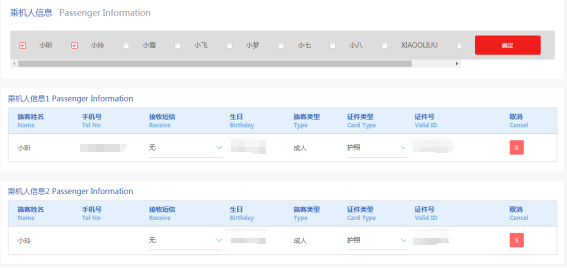 乘机人信息 Passenger Information
小昕 小玲 小雷 小飞 小梦 小七 小八 XIAOOLIUU 确定
乘机人信息1 Passenger Information
旅客姓名 手机号 接收短信 生日 旅客类型 证件类型 证件号 取消
Name Tel No Receive Birthday Type Card Type Valid ID Cancel
小昕 无 成人 护照 X
乘机人信息2 Passenger Information
旅客姓名 手机号 接收短信 生日 旅客类型 证件类型 证件号 取消
Name Tel No Receive Birthday Type Card Type Valid ID Cancel
小玲 无 成人 护照 X